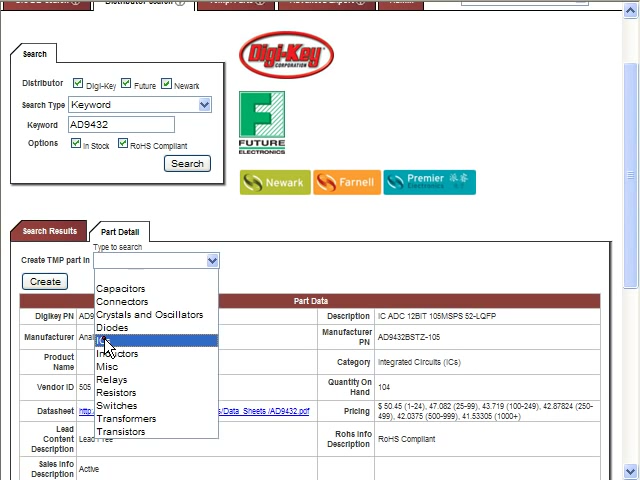 Distributor Search
Search
Digi-Key
CORPORATION
Distributor Digi-Key Future Newark
Search Type Keyword
Keyword AD9432
Options In Stock RoHS Compliant
Search
F
FUTURE
ELECTRONICS
Newark Farnell Premier 派睿
Electronics 电子
Search Results Part Detail
Type to search
Create TMP part in
Create
Capacitors
Connectors
Crystals and Oscillators
Diodes
Inductors
Misc
Relays
Resistors
Switches
Transformers
Transistors
Part Data
Digikey PN Description IC ADC 12BIT 105MSPS 52-LQFP
Manufacturer Manufacturer PN AD9432BSTZ-105
Product Name Category Integrated Circuits (ICs)
Vendor ID 505 Quantity On Hand 104
Datasheet s/Data_Sheets /AD9432.pdf Pricing $ 50.45 (1-24), 47.082 (25-99), 43.719 (100-249), 42.87824 (250-499), 42.0375 (500-999), 41.53305 (1000+)
Lead Content Description Lead Free Rohs Info Description RoHS Compliant
Sales Info Description Active